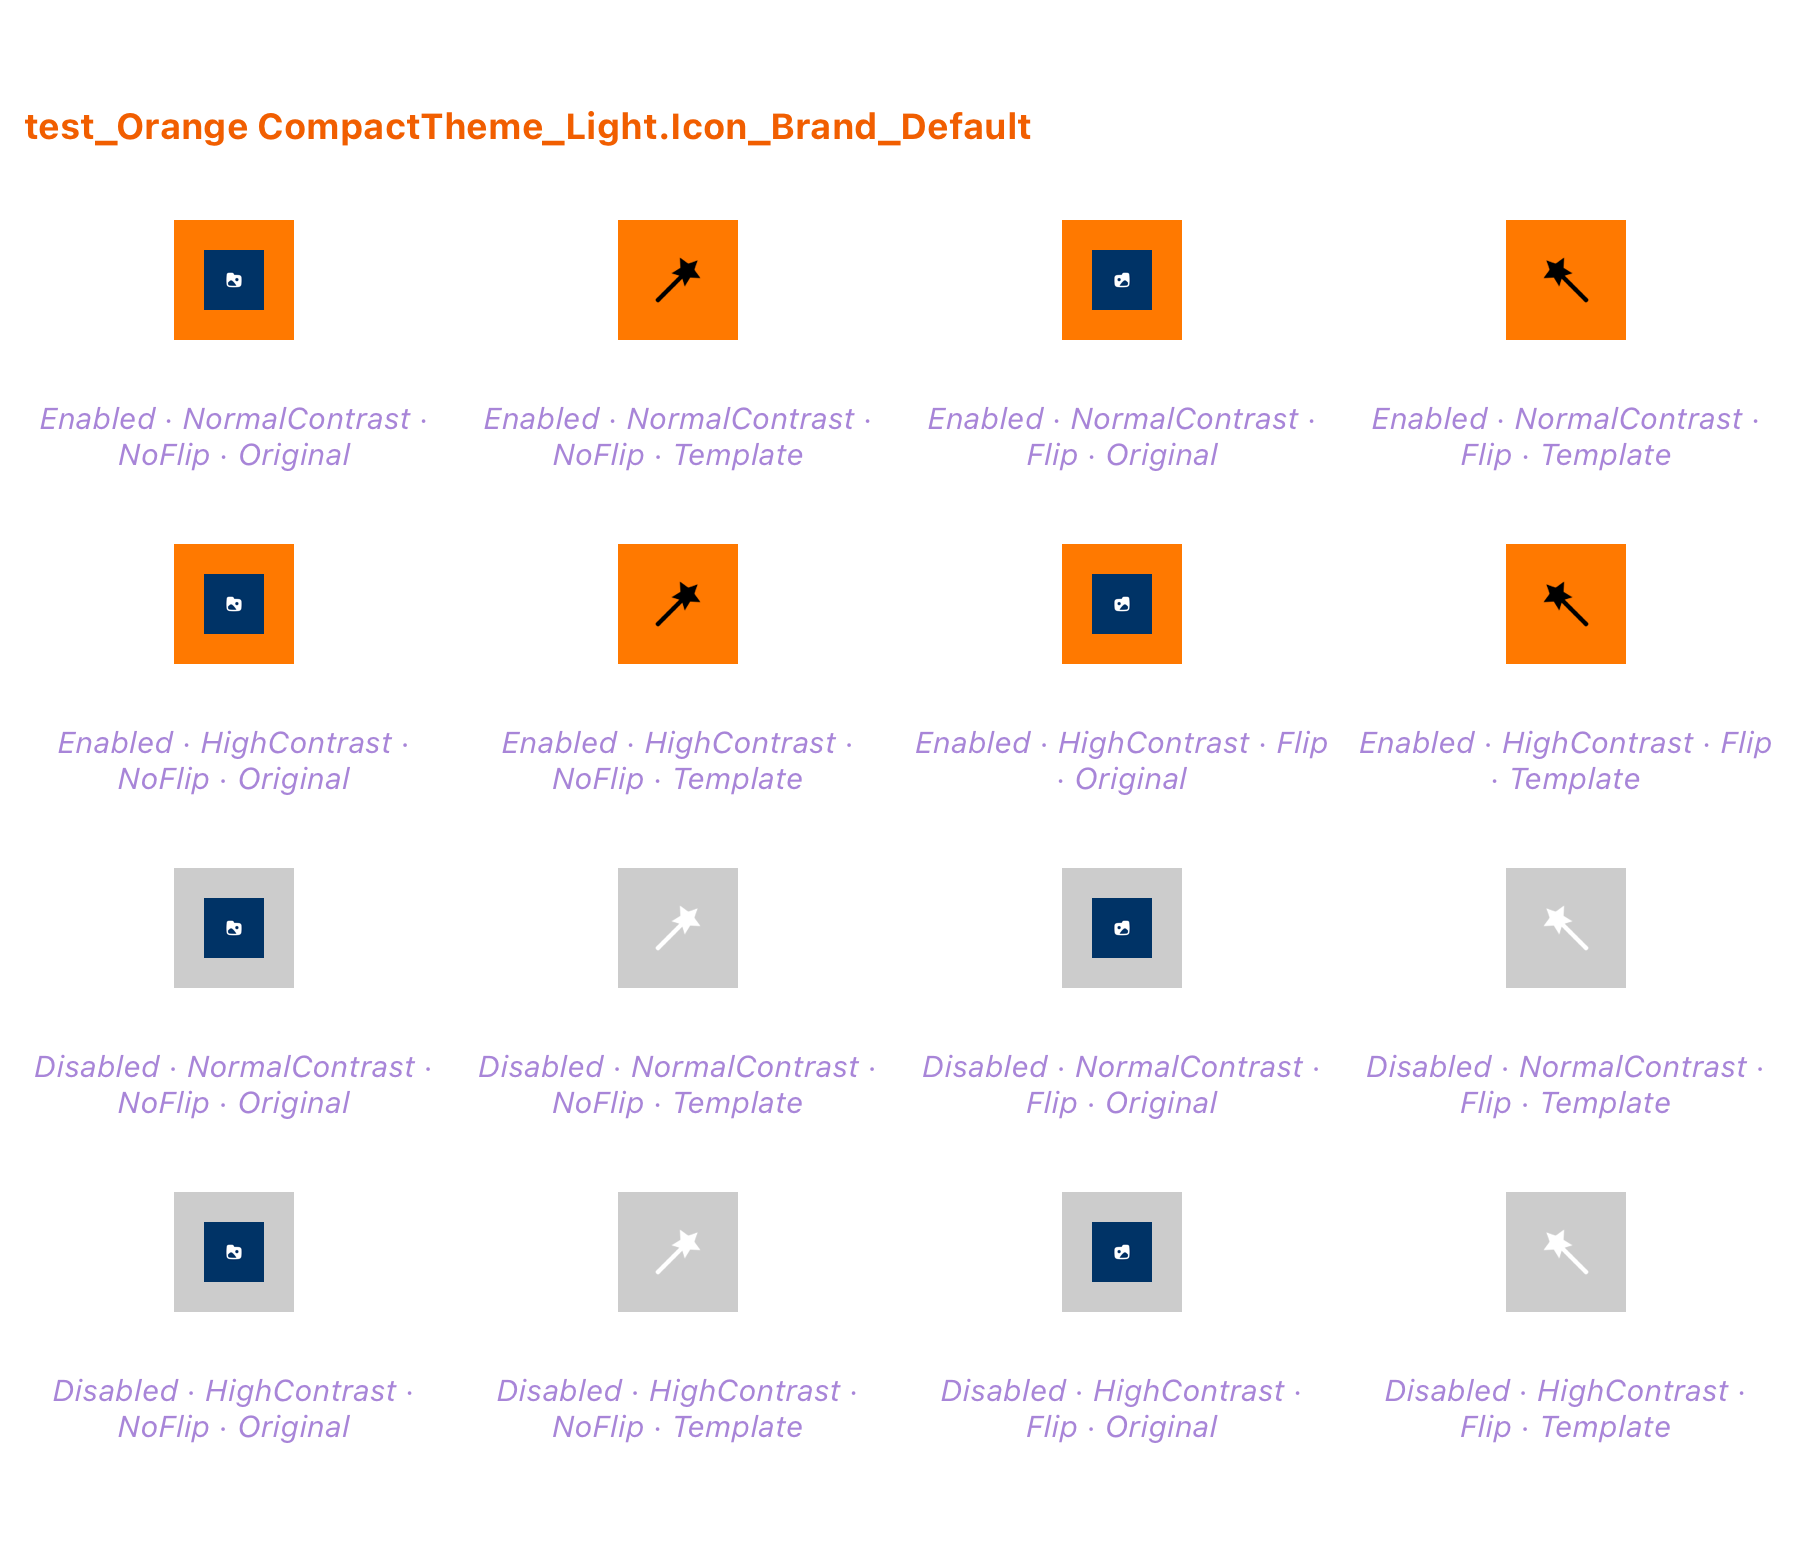 test_Orange CompactTheme_Light.Icon_Brand_Default
Enabled · NormalContrast ·
NoFlip · Original
Enabled · NormalContrast ·
NoFlip · Template
Enabled · NormalContrast ·
Flip · Original
Enabled · NormalContrast ·
Flip · Template
Enabled · HighContrast ·
NoFlip · Original
Enabled · HighContrast ·
NoFlip · Template
Enabled · HighContrast · Flip
· Original
Enabled · HighContrast · Flip
· Template
Disabled · NormalContrast ·
NoFlip · Original
Disabled · NormalContrast ·
NoFlip · Template
Disabled · NormalContrast ·
Flip · Original
Disabled · NormalContrast ·
Flip · Template
Disabled · HighContrast ·
NoFlip · Original
Disabled · HighContrast ·
NoFlip · Template
Disabled · HighContrast ·
Flip · Original
Disabled · HighContrast ·
Flip · Template